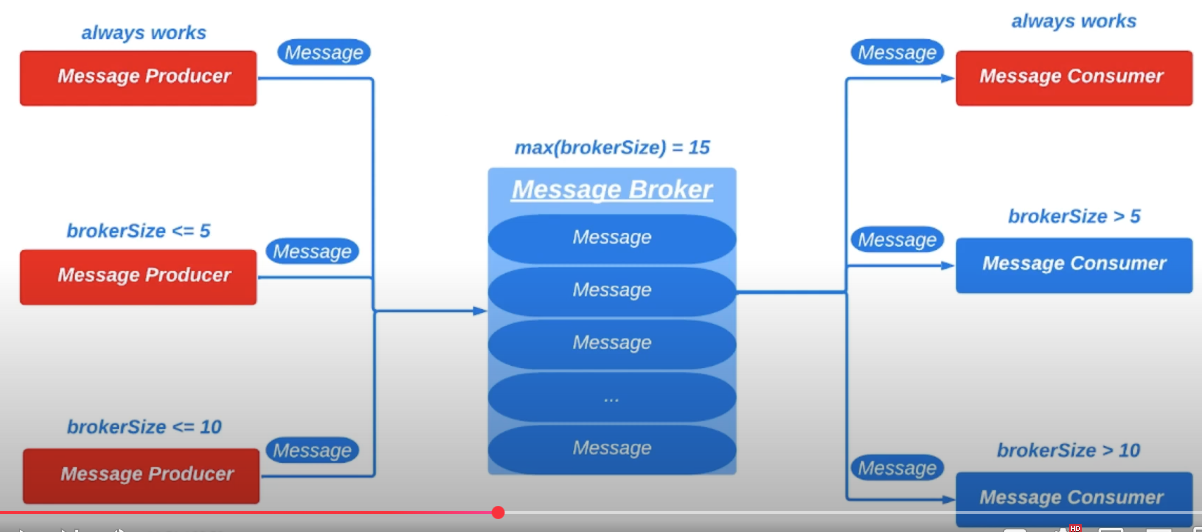 always works
Message Producer
Message
brokerSize <= 5
Message Producer
Message
brokerSize <= 10
Message Producer
Message
max(brokerSize) = 15
Message Broker
Message
Message
Message
...
Message
always works
Message
Message Consumer
brokerSize > 5
Message
Message Consumer
brokerSize > 10
Message
Message Consumer
HD